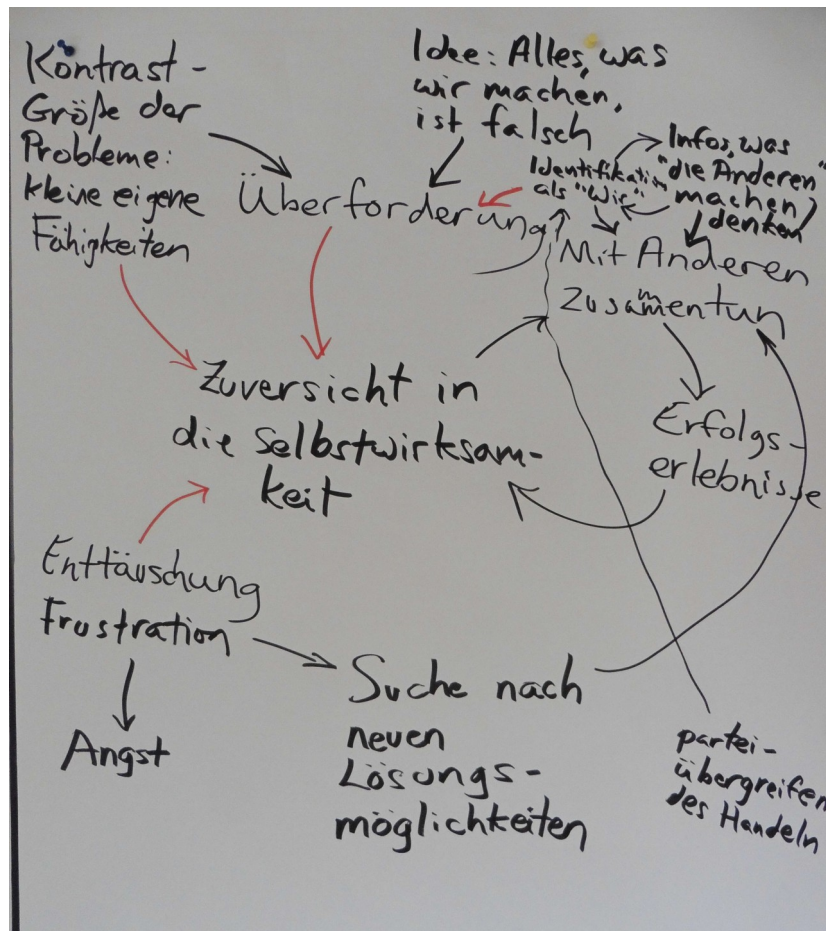 Kontrast-
Größe der
Probleme:
kleine eigene
Fähigkeiten
Idee: Alles, was
wir machen,
ist falsch
Infos, was
"die Anderen"
machen/
denken
Identifikation
als "Wir"
Überforderung
Mit Anderen
Zusammentun
Zuversicht in
die Selbstwirksam-
keit
Erfolgs-
erlebnisse
Enttäuschung
Frustration
Angst
Suche nach
neuen
Lösungs-
möglichkeiten
partei-
übergreifen
des Handeln